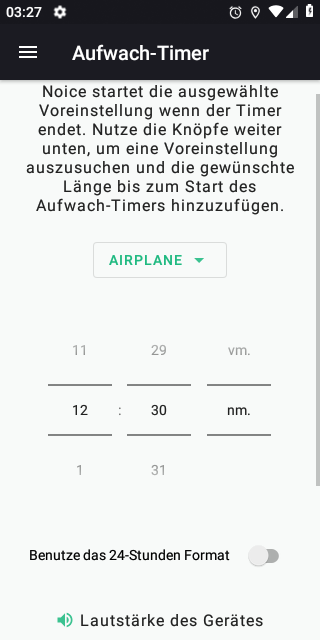 03:27
Aufwach-Timer
Noice startet die ausgewählte
Voreinstellung wenn der Timer
endet. Nutze die Knöpfe weiter
unten, um eine Voreinstellung
auszusuchen und die gewünschte
Länge bis zum Start des
Aufwach-Timers hinzuzufügen.
AIRPLANE
11 29 vm.
12 : 30 nm.
1 31
Benutze das 24-Stunden Format
Lautstärke des Gerätes